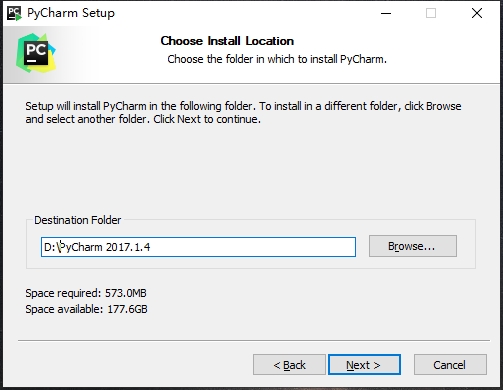 PC PyCharm Setup
PC
Choose Install Location
Choose the folder in which to install PyCharm.
Setup will install PyCharm in the following folder. To install in a different folder, click Browse
and select another folder. Click Next to continue.
Destination Folder
D:\PyCharm 2017.1.4
Browse...
Space required: 573.0MB
Space available: 177.6GB
< Back
Next >
Cancel